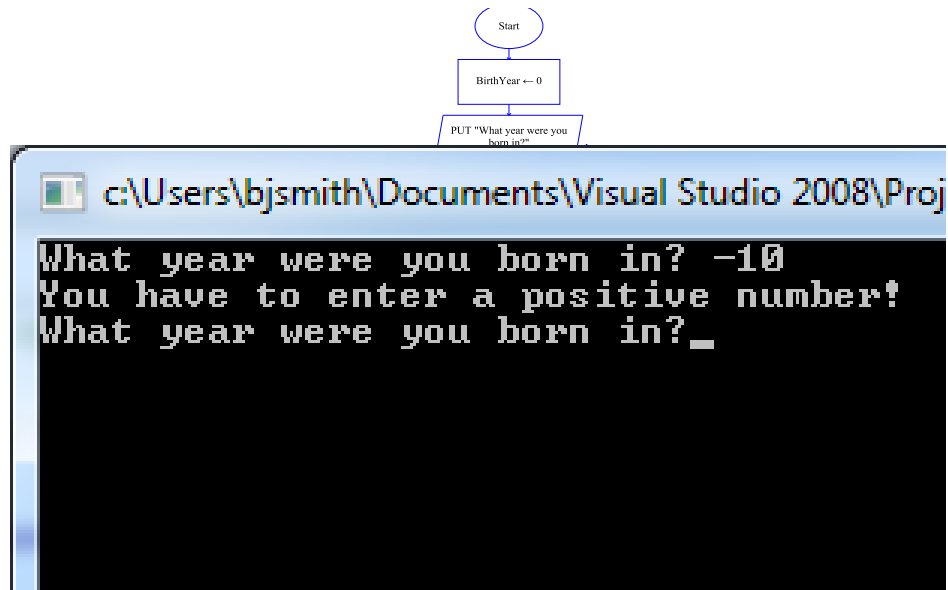 Start
BirthYear ← 0
PUT "What year were you
born in?"
c:\Users\bjsmith\Documents\Visual Studio 2008\Proj
What year were you born in? -10
You have to enter a positive number!
What year were you born in?_